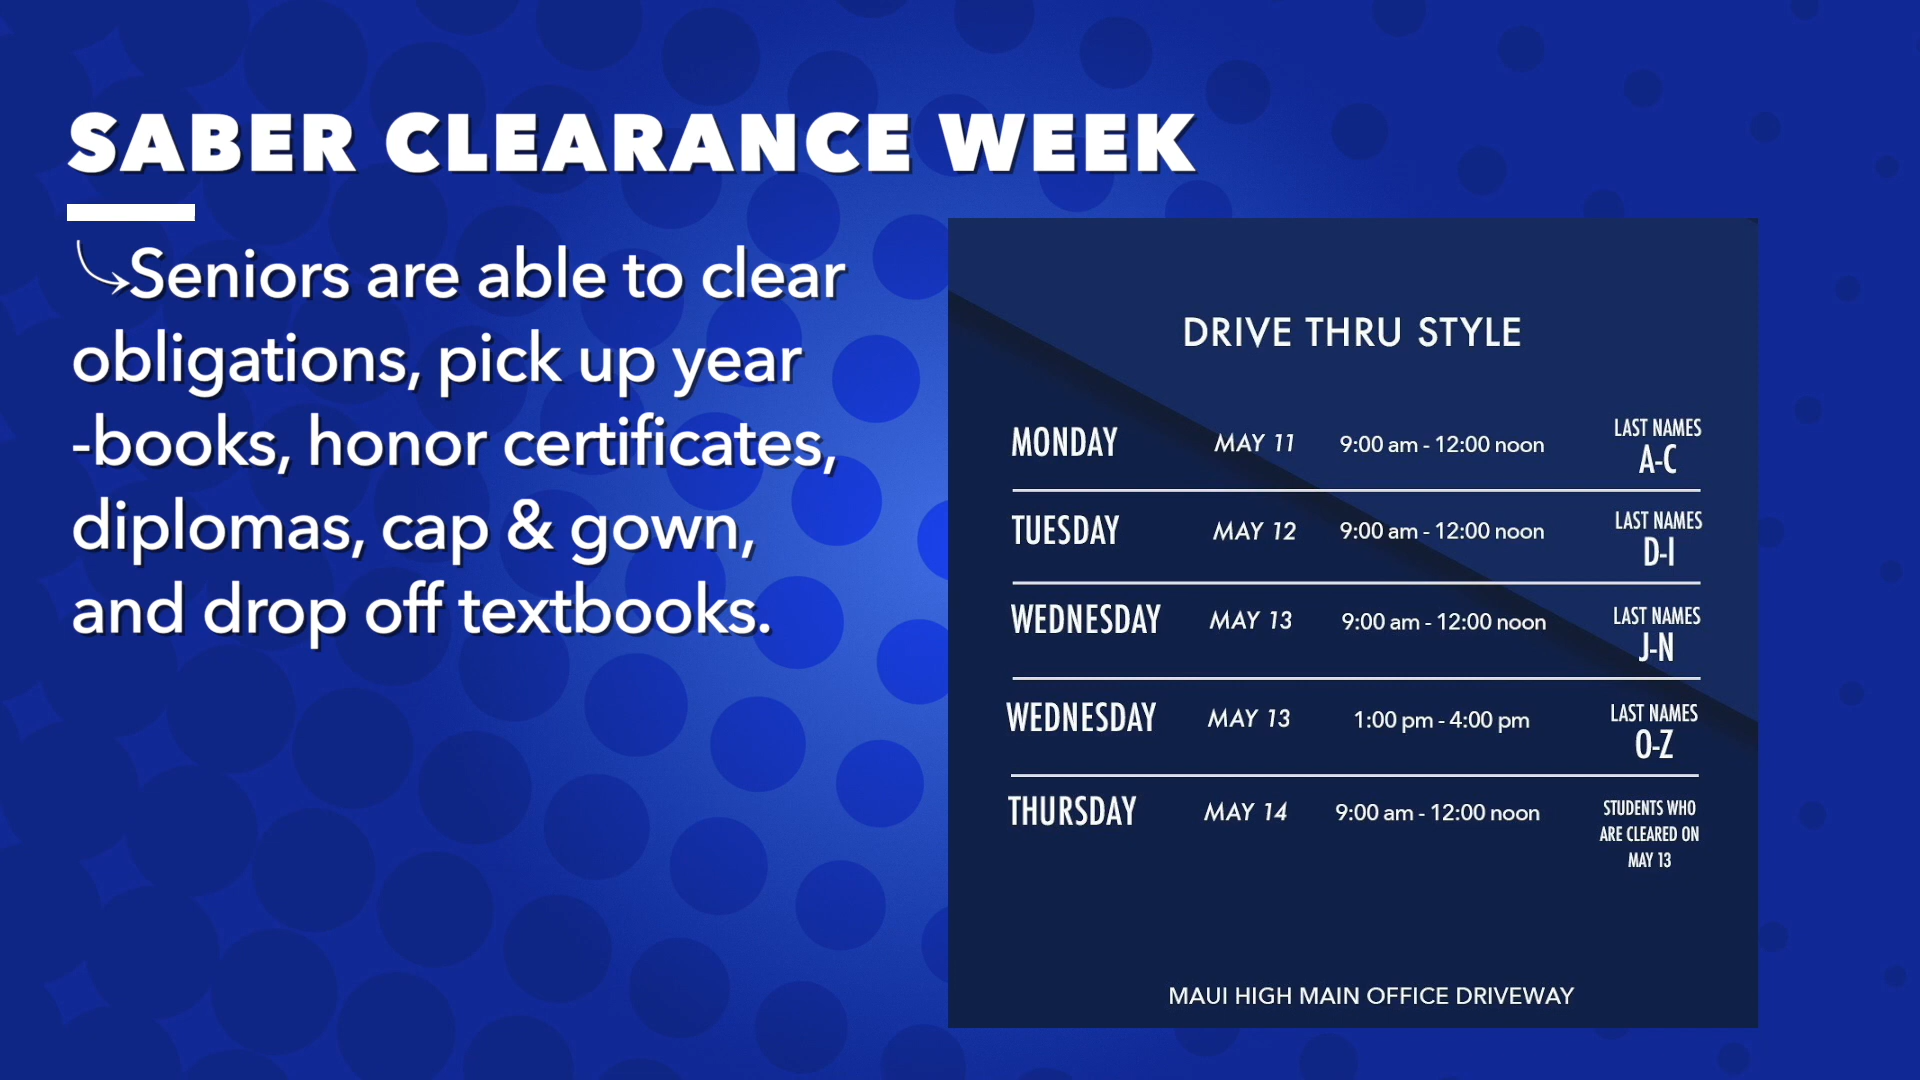 SABER CLEARANCE WEEK
Seniors are able to clear
obligations, pick up year
-books, honor certificates,
diplomas, cap & gown,
and drop off textbooks.
DRIVE THRU STYLE
MONDAY MAY 11 9:00 am - 12:00 noon LAST NAMES A-C
TUESDAY MAY 12 9:00 am - 12:00 noon LAST NAMES D-I
WEDNESDAY MAY 13 9:00 am - 12:00 noon LAST NAMES J-N
WEDNESDAY MAY 13 1:00 pm - 4:00 pm LAST NAMES O-Z
THURSDAY MAY 14 9:00 am - 12:00 noon STUDENTS WHO
ARE CLEARED ON
MAY 13
MAUI HIGH MAIN OFFICE DRIVEWAY